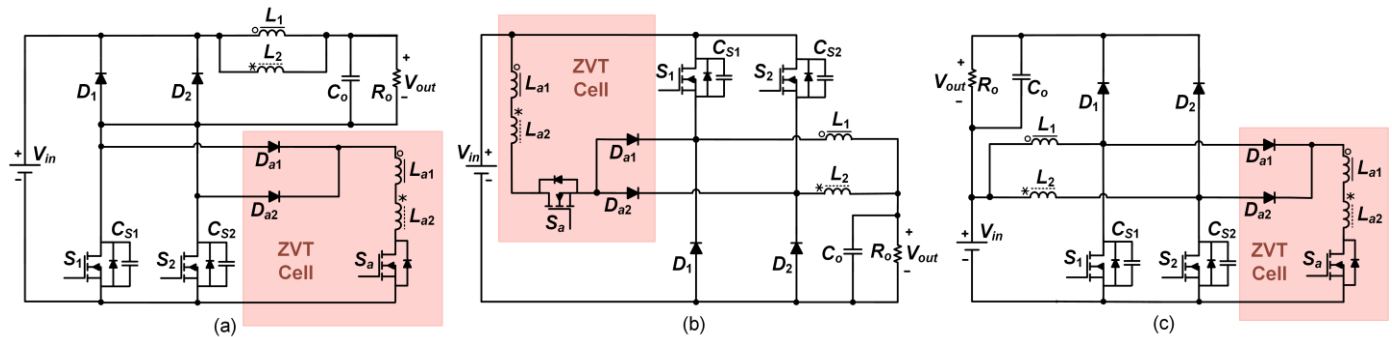 L1
L2
D1
D2
Co
Ro
+
Vout
−
+
Vin
−
Da1
Da2
La1
*
La2
CS1
CS2
S1
S2
Sa
ZVT
Cell
(a)
ZVT
Cell
La1
*
La2
Vin
+
−
Sa
Da1
Da2
S1
CS1
S2
CS2
L1
*
L2
D1
D2
Co
Ro
+
Vout
−
(b)
+
Vout
−
Ro
Co
D1
D2
L1
*
L2
Da1
Da2
La1
*
La2
+
Vin
−
CS1
CS2
S1
S2
Sa
ZVT
Cell
(c)